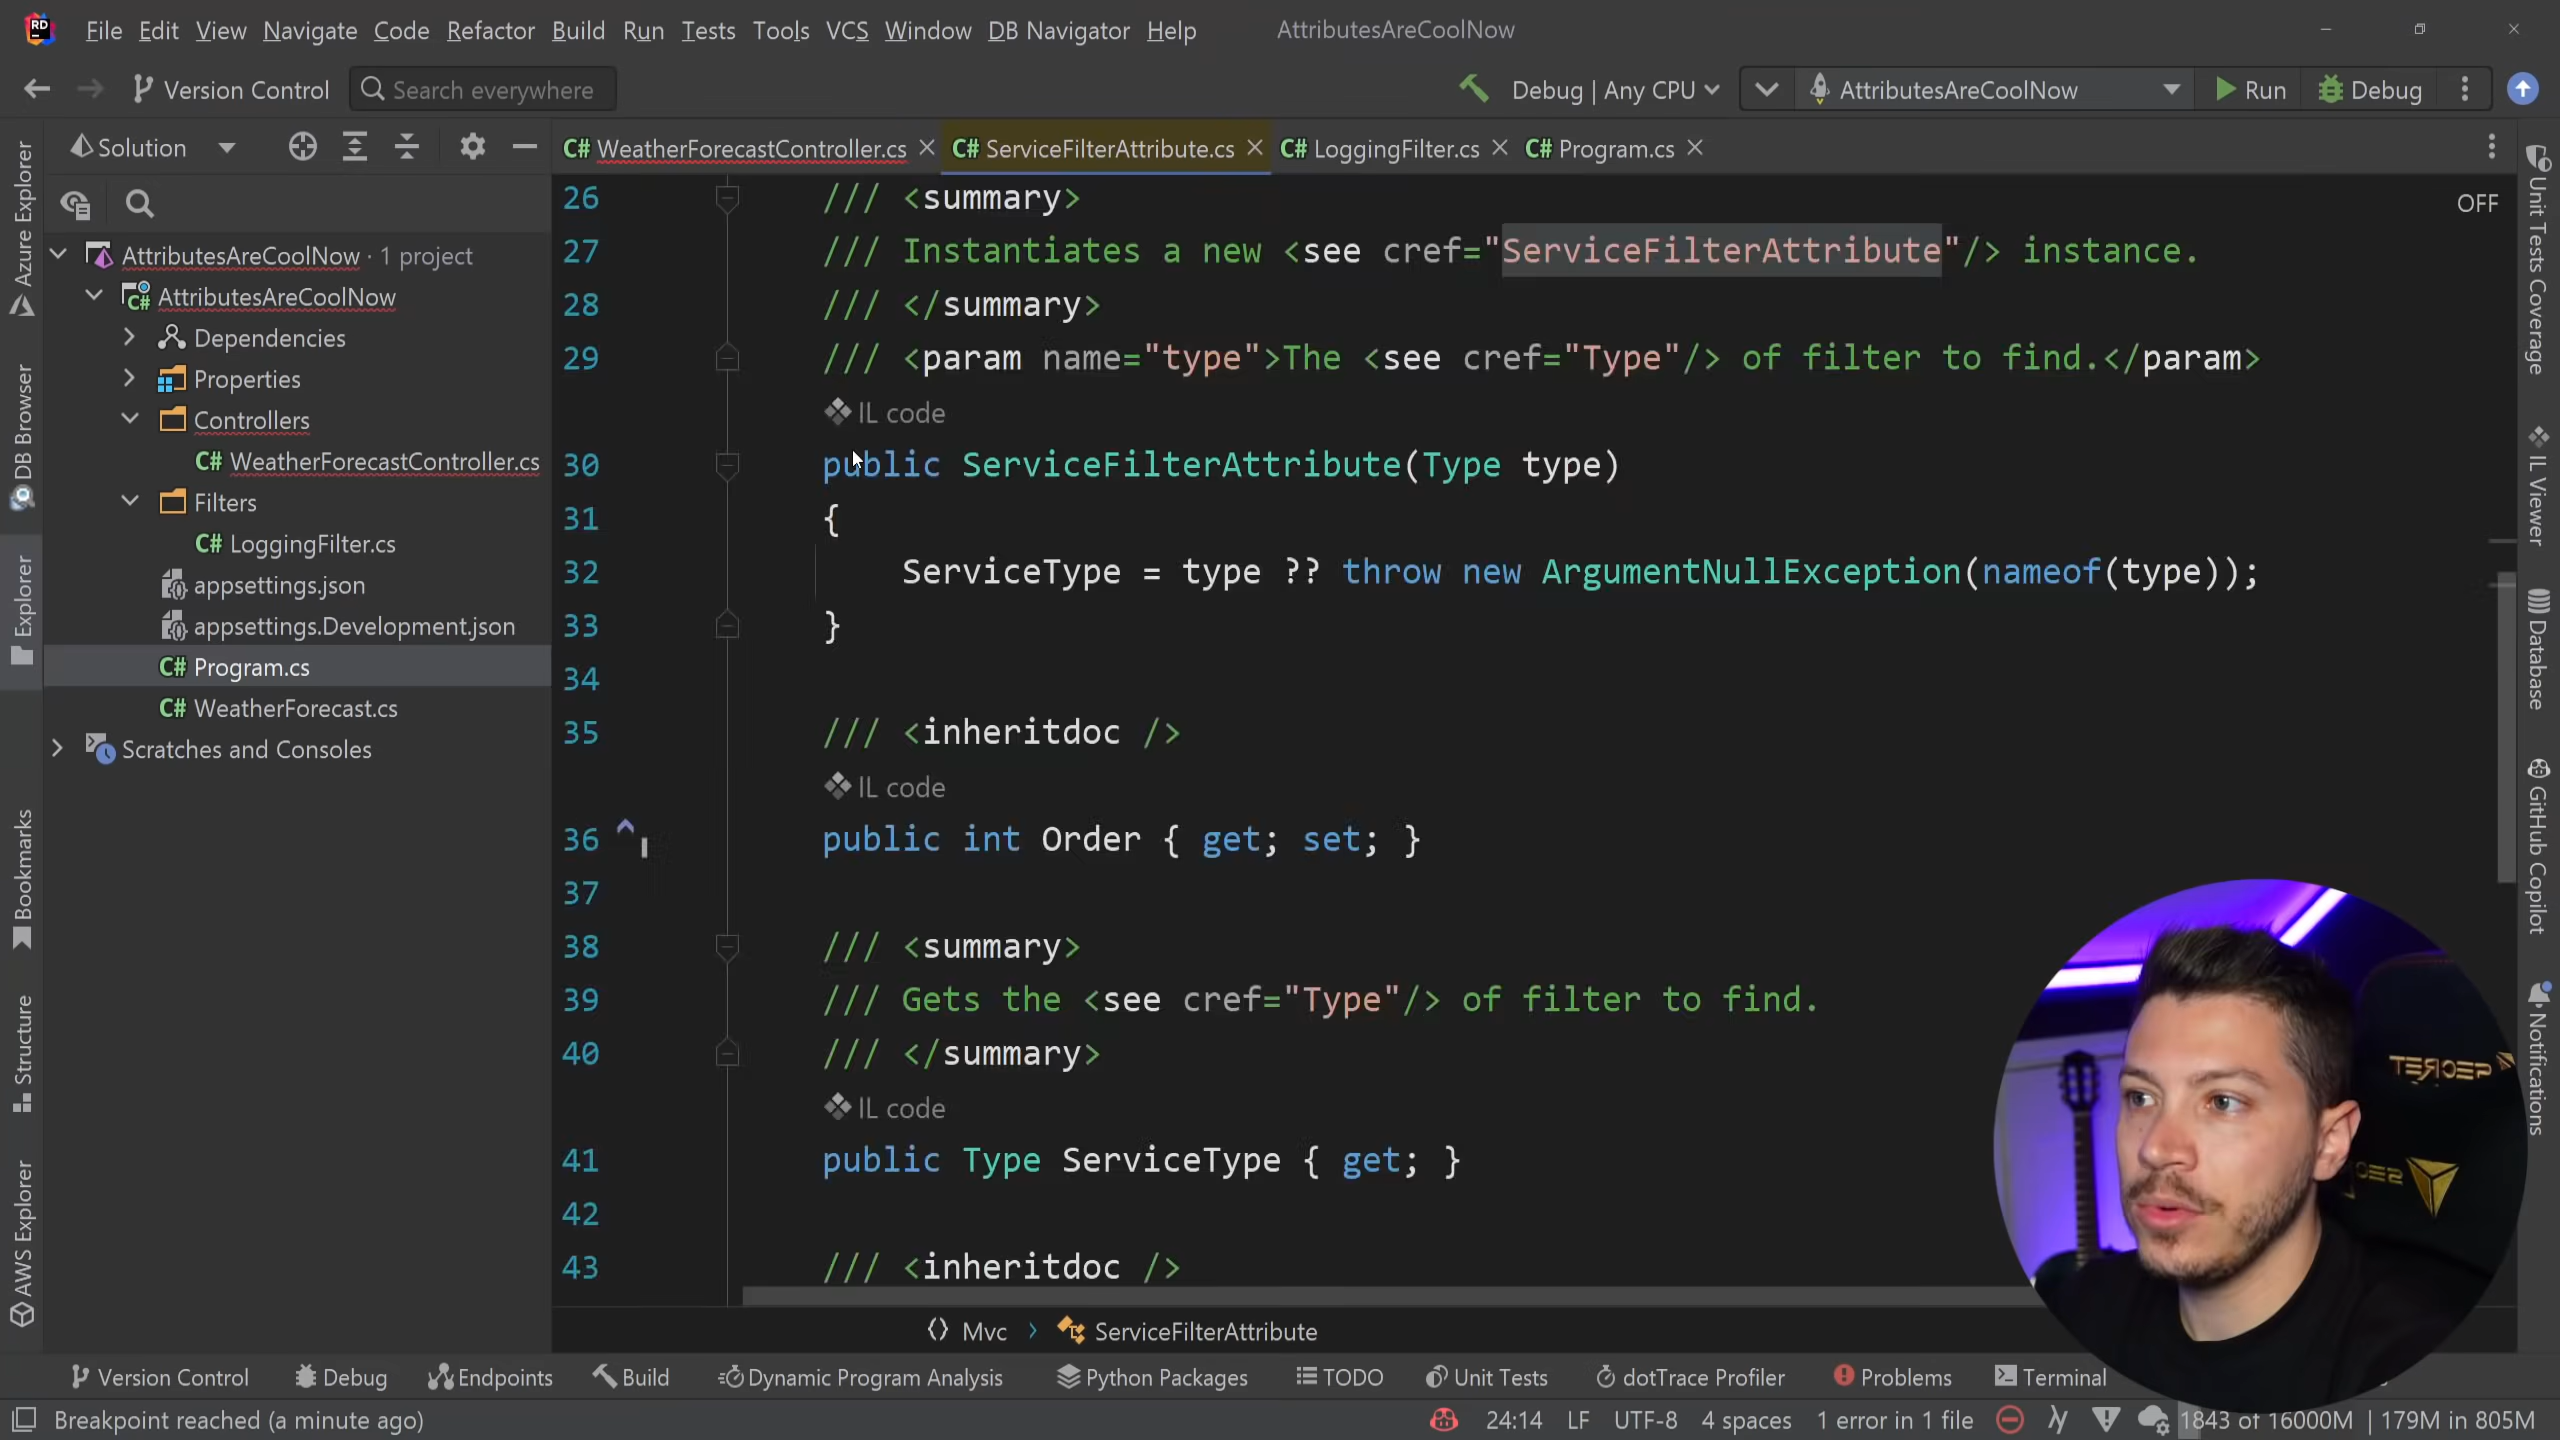 File Edit View Navigate Code Refactor Build Run Tests Tools VCS Window DB Navigator Help AttributesAreCoolNow
Version Control Search everywhere Debug | Any CPU AttributesAreCoolNow Run Debug
Solution
C# WeatherForecastController.cs C# ServiceFilterAttribute.cs C# LoggingFilter.cs C# Program.cs
OFF
AttributesAreCoolNow · 1 project
AttributesAreCoolNow
Dependencies
Properties
Controllers
C# WeatherForecastController.cs
Filters
C# LoggingFilter.cs
appsettings.json
appsettings.Development.json
C# Program.cs
C# WeatherForecast.cs
Scratches and Consoles
26 /// <summary>
27 /// Instantiates a new <see cref="ServiceFilterAttribute"/> instance.
28 /// </summary>
29 /// <param name="type">The <see cref="Type"/> of filter to find.</param>
IL code
30 public ServiceFilterAttribute(Type type)
31 {
32 ServiceType = type ?? throw new ArgumentNullException(nameof(type));
33 }
34
35 /// <inheritdoc />
IL code
36 public int Order { get; set; }
37
38 /// <summary>
39 /// Gets the <see cref="Type"/> of filter to find.
40 /// </summary>
IL code
41 public Type ServiceType { get; }
42
43 /// <inheritdoc />
Azure Explorer
DB Browser
Explorer
Bookmarks
Structure
AWS Explorer
Unit Tests Coverage
IL Viewer
Database
GitHub Copilot
Notifications
Mvc > ServiceFilterAttribute
Version Control Debug Endpoints Build Dynamic Program Analysis Python Packages TODO Unit Tests dotTrace Profiler Problems Terminal
Breakpoint reached (a minute ago) 24:14 LF UTF-8 4 spaces 1 error in 1 file 1843 of 16000M | 179M in 805M